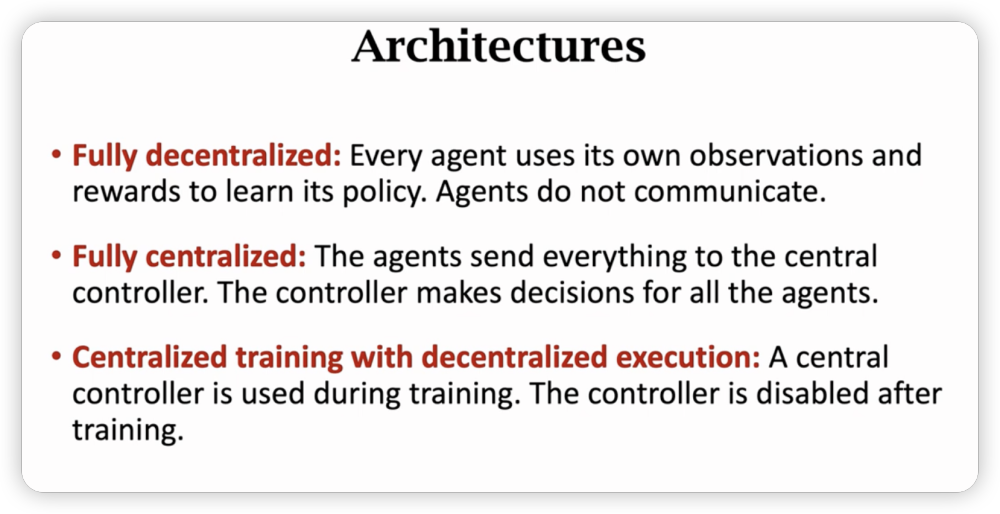 Architectures
• Fully decentralized: Every agent uses its own observations and
rewards to learn its policy. Agents do not communicate.
• Fully centralized: The agents send everything to the central
controller. The controller makes decisions for all the agents.
• Centralized training with decentralized execution: A central
controller is used during training. The controller is disabled after
training.